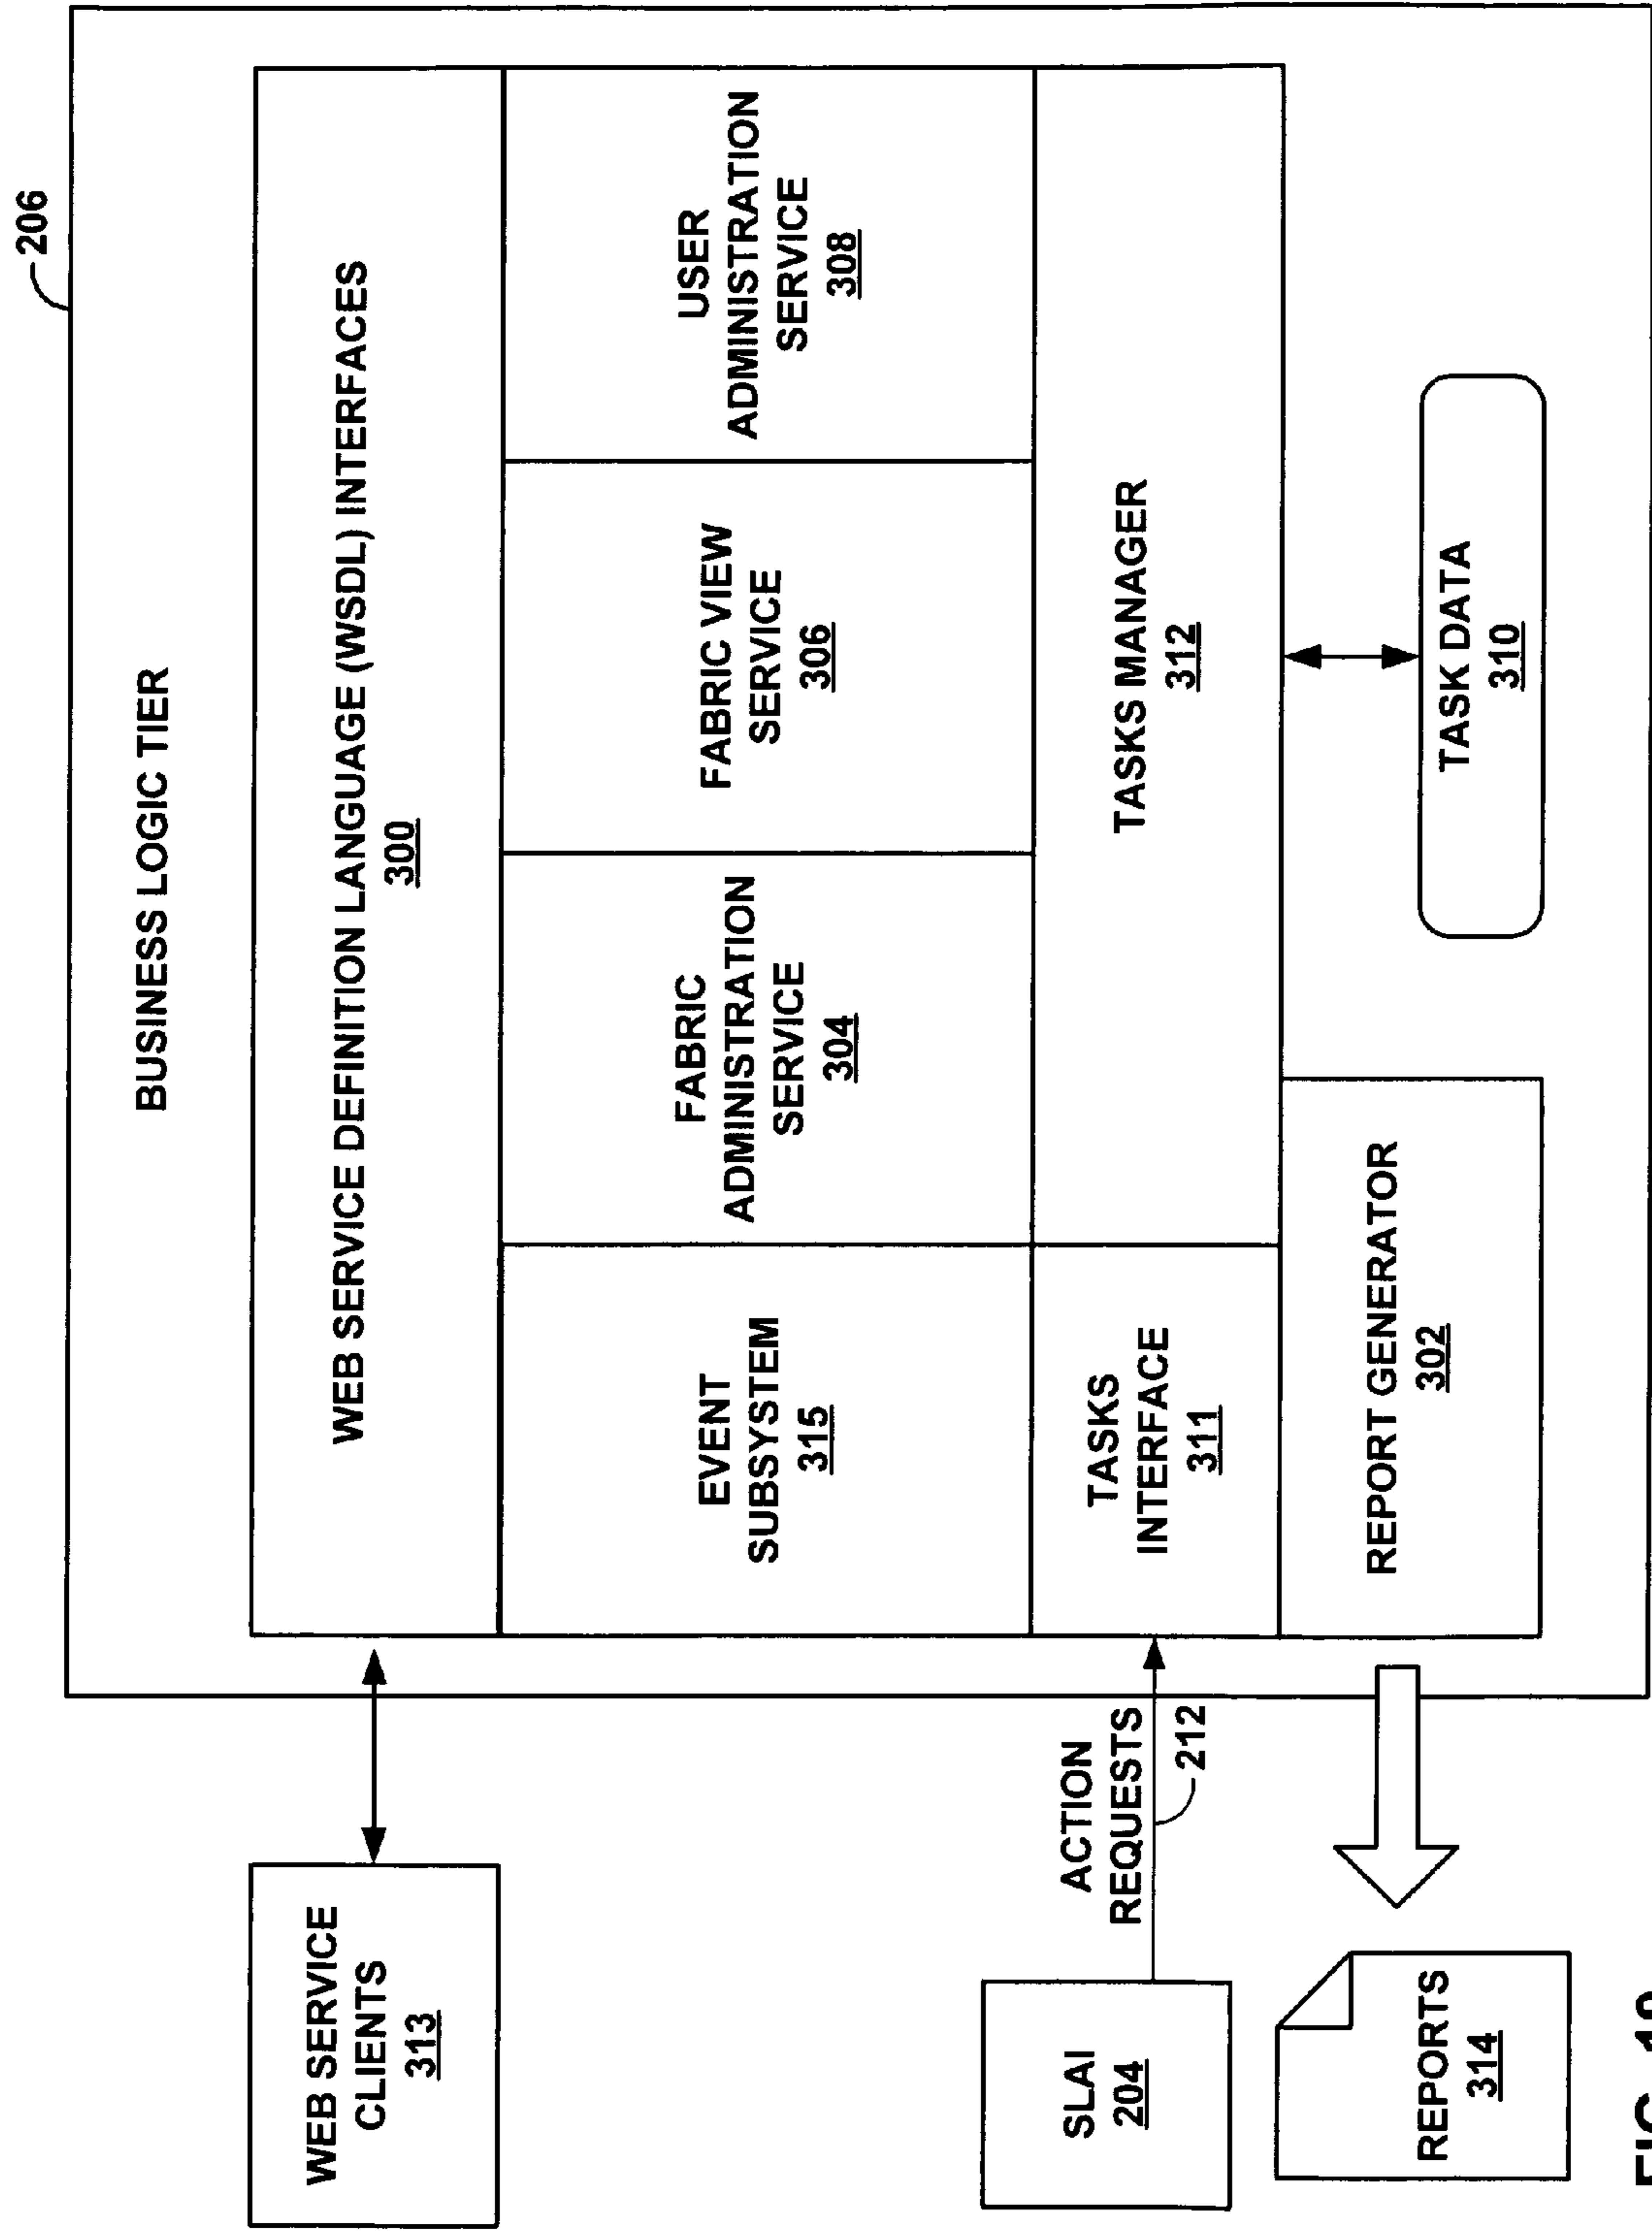 206
BUSINESS LOGIC TIER
WEB SERVICE
CLIENTS
313
WEB SERVICE DEFINITION LANGUAGE (WSDL) INTERFACES
300
EVENT
SUBSYSTEM
315
FABRIC
ADMINISTRATION
SERVICE
304
FABRIC VIEW
SERVICE
306
USER
ADMINISTRATION
SERVICE
308
SLAI
204
ACTION
REQUESTS
212
TASKS
INTERFACE
311
TASKS MANAGER
312
REPORTS
314
REPORT GENERATOR
302
TASK DATA
310